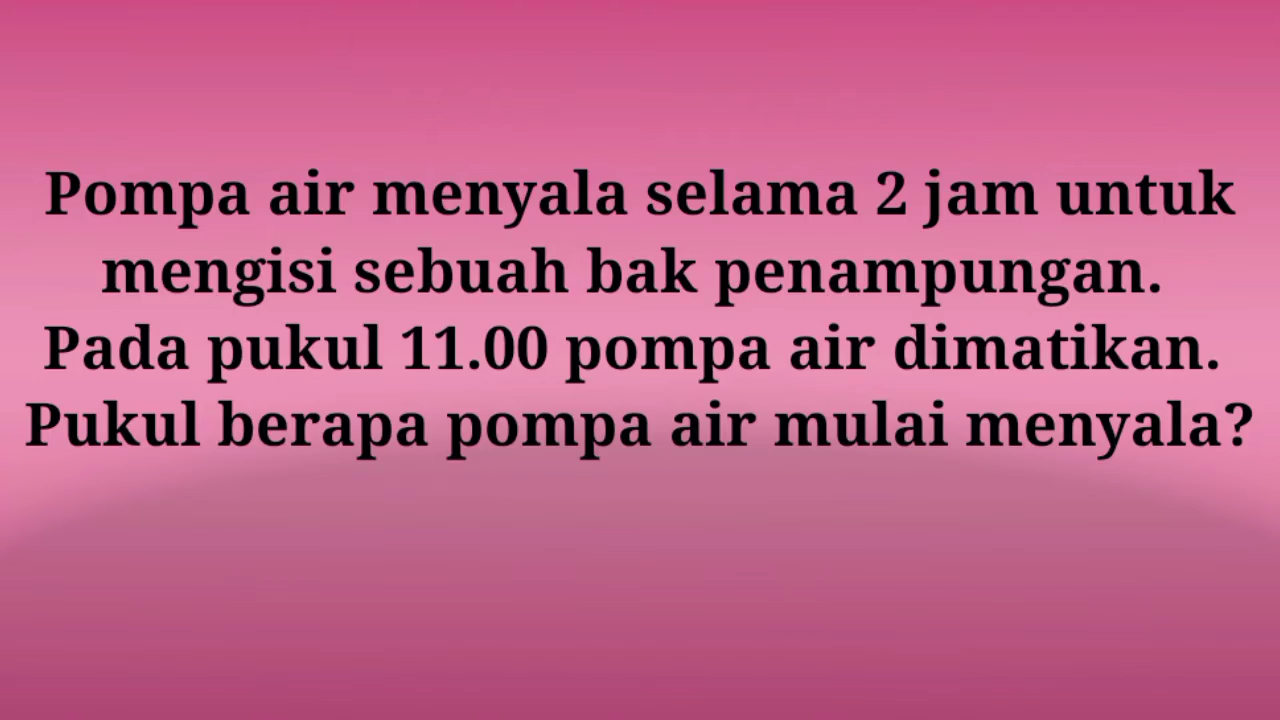 Pompa air menyala selama 2 jam untuk
mengisi sebuah bak penampungan.
Pada pukul 11.00 pompa air dimatikan.
Pukul berapa pompa air mulai menyala?